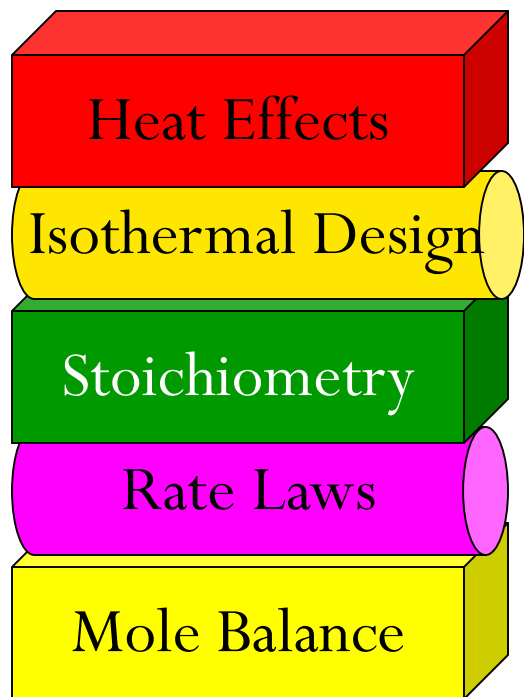 Heat Effects
Isothermal Design
Stoichiometry
Rate Laws
Mole Balance